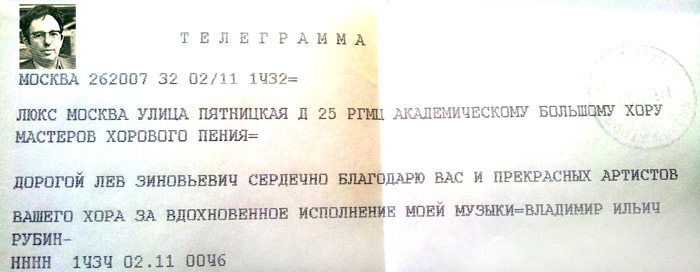 ТЕЛЕГРАММА
МОСКВА 262007 32 02/11 1432=
ЛЮКС МОСКВА УЛИЦА ПЯТНИЦКАЯ Д 25 РГМЦ АКАДЕМИЧЕСКОМУ БОЛЬШОМУ ХОРУ
МАСТЕРОВ ХОРОВОГО ПЕНИЯ=
ДОРОГОЙ ЛЕВ ЗИНОВЬЕВИЧ СЕРДЕЧНО БЛАГОДАРЮ ВАС И ПРЕКРАСНЫХ АРТИСТОВ
ВАШЕГО ХОРА ЗА ВДОХНОВЕННОЕ ИСПОЛНЕНИЕ МОЕЙ МУЗЫКИ=ВЛАДИМИР ИЛЬИЧ
РУБИН-
НННН 1434 02.11 0046